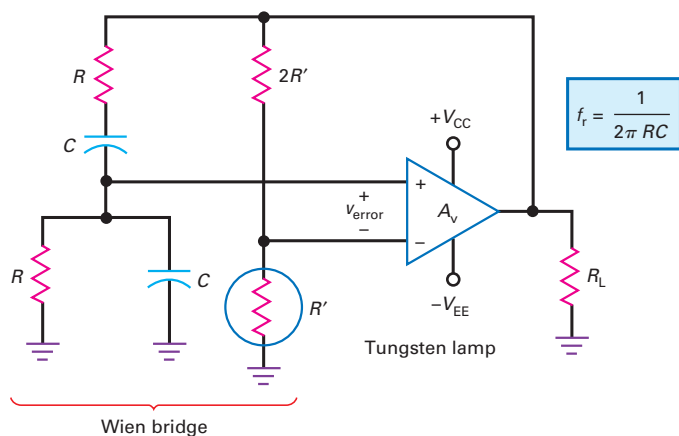 R
2R'
C
+V_CC
f_r = 1 / 2π RC
+
v_error
−
+
A_v
−
R
C
R'
−V_EE
R_L
Tungsten lamp
Wien bridge